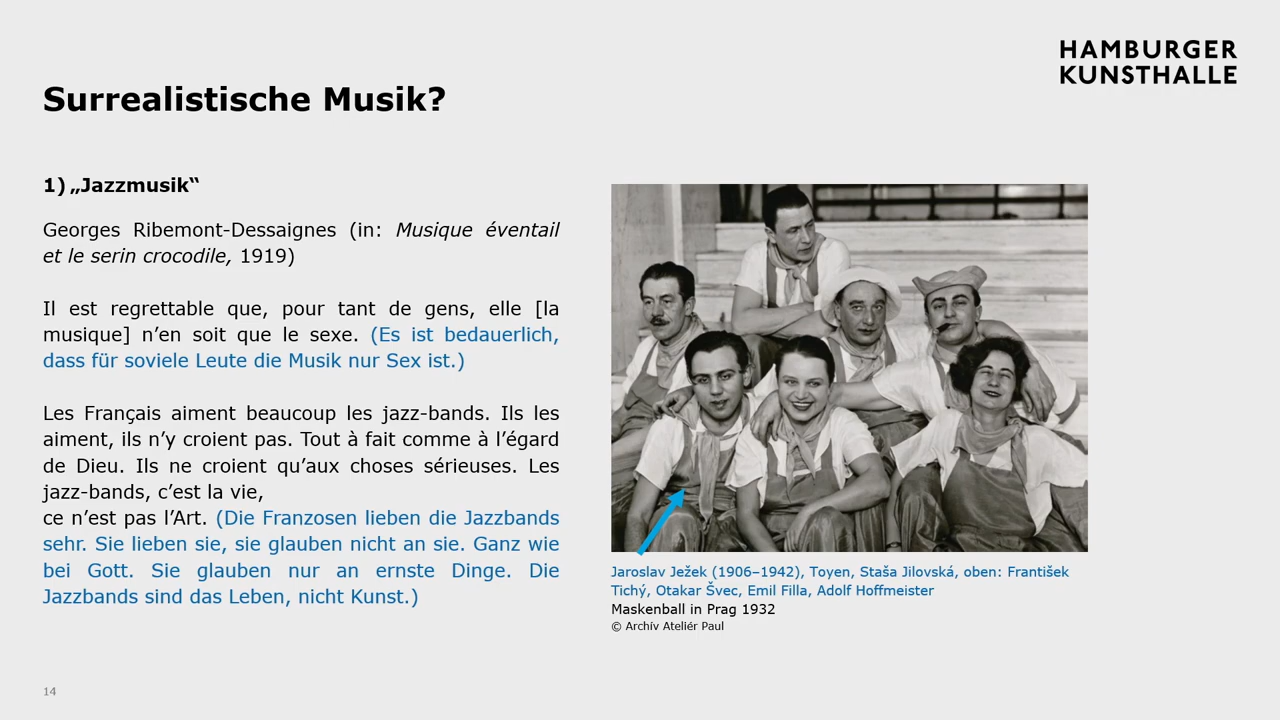 HAMBURGER
KUNSTHALLE
Surrealistische Musik?
1) „Jazzmusik“
Georges Ribemont-Dessaignes (in: Musique éventail
et le serin crocodile, 1919)
Il est regrettable que, pour tant de gens, elle [la
musique] n’en soit que le sexe. (Es ist bedauerlich,
dass für soviele Leute die Musik nur Sex ist.)
Les Français aiment beaucoup les jazz-bands. Ils les
aiment, ils n’y croient pas. Tout à fait comme à l’égard
de Dieu. Ils ne croient qu’aux choses sérieuses. Les
jazz-bands, c’est la vie,
ce n’est pas l’Art. (Die Franzosen lieben die Jazzbands
sehr. Sie lieben sie, sie glauben nicht an sie. Ganz wie
bei Gott. Sie glauben nur an ernste Dinge. Die
Jazzbands sind das Leben, nicht Kunst.)
Jaroslav Ježek (1906–1942), Toyen, Staša Jilovská, oben: František
Tichý, Otakar Švec, Emil Filla, Adolf Hoffmeister
Maskenball in Prag 1932
© Archív Ateliér Paul
14